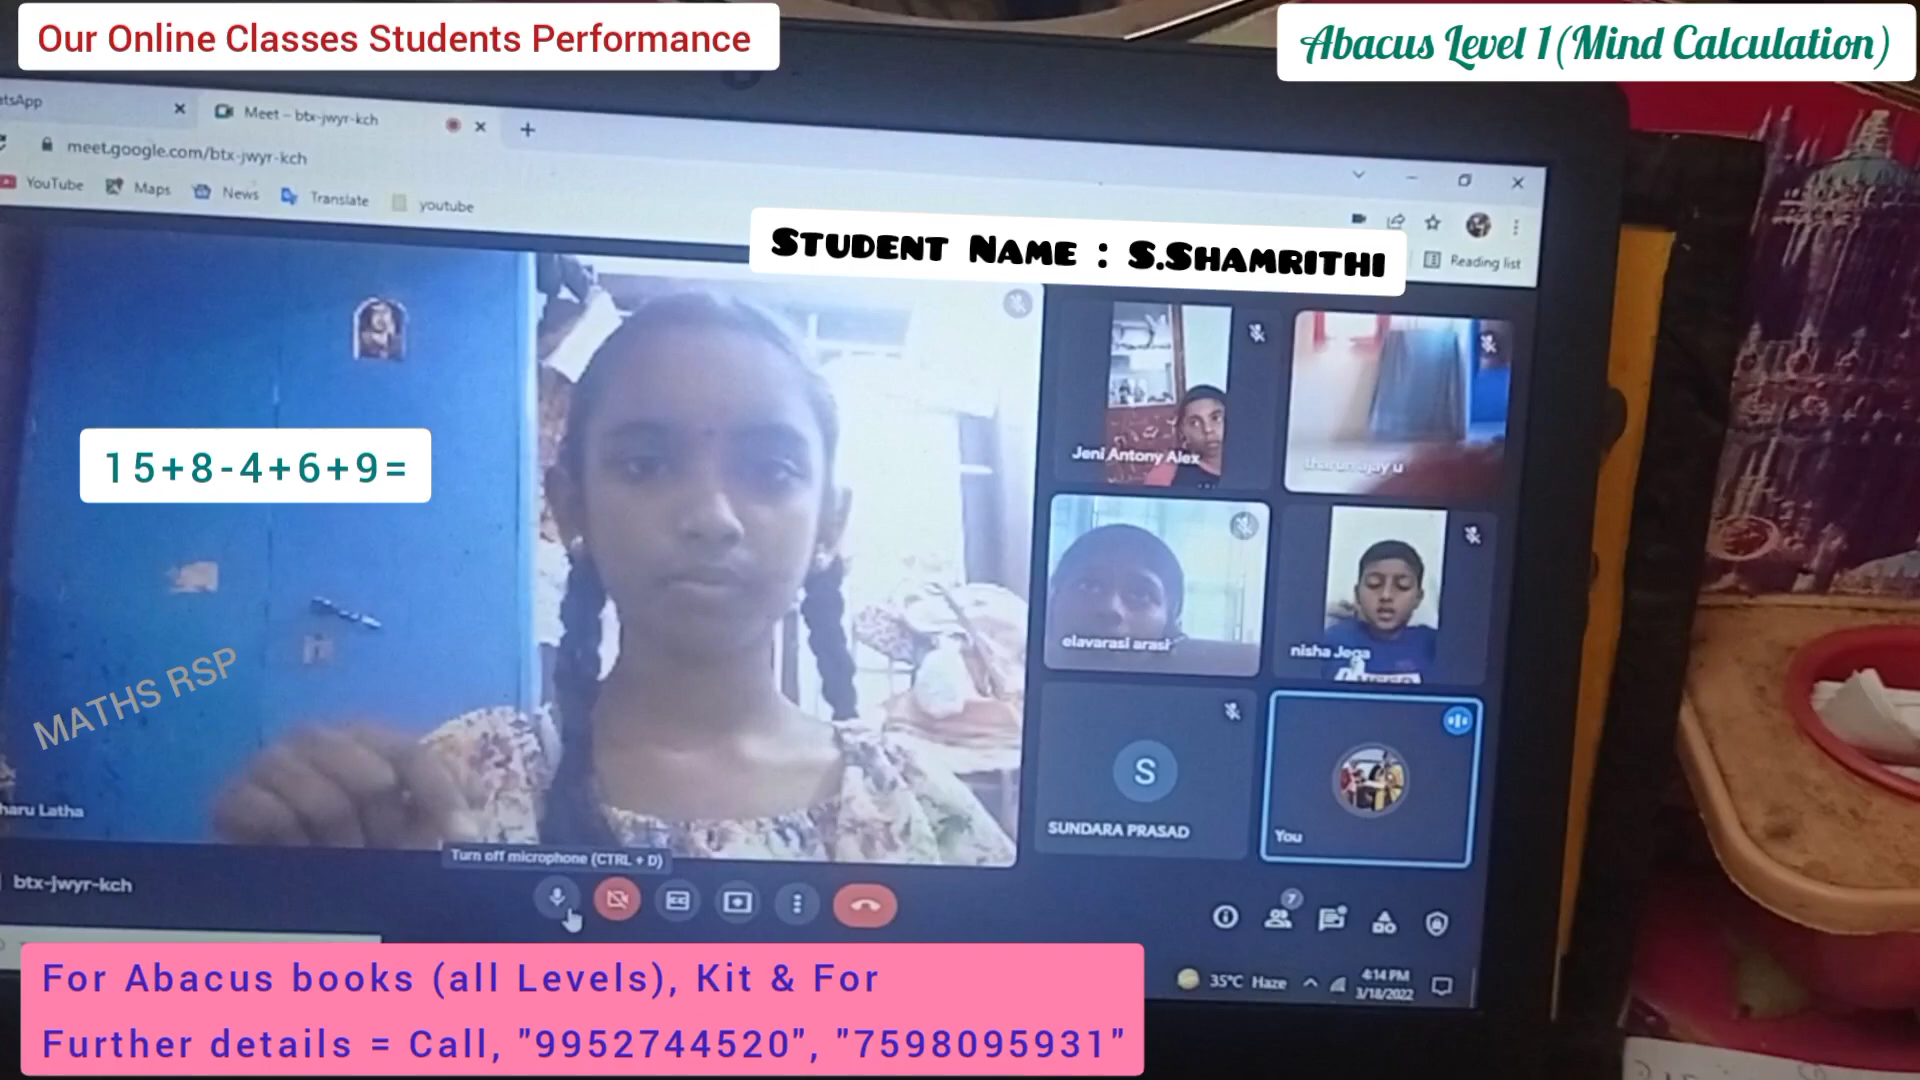 Our Online Classes Students Performance
Abacus Level 1(Mind Calculation)
Meet – btx-jwyr-kch
meet.google.com/btx-jwyr-kch
YouTube Maps News Translate youtube
Reading list
Student Name : S.Shamrithi
15+8-4+6+9=
MATHS RSP
Jeni Antony Alex
elavarasi arasi
nisha Jega
S
SUNDARA PRASAD
You
haru Latha
Turn off microphone (CTRL + D)
btx-jwyr-kch
7
35°C Haze
4:14 PM
3/18/2022
For Abacus books (all Levels), Kit & For
Further details = Call, "9952744520", "7598095931"